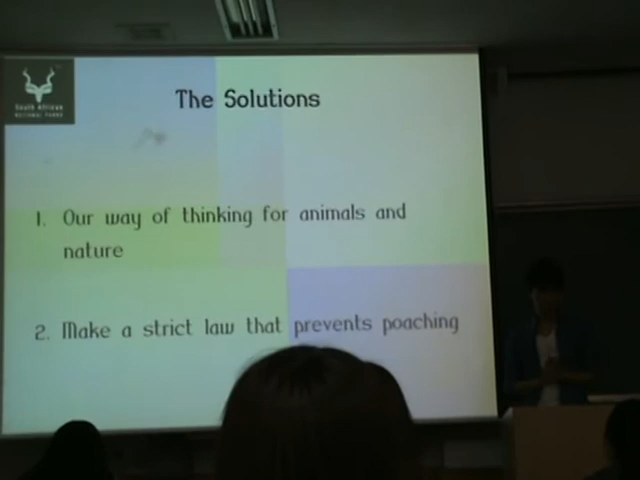 South African
NATIONAL PARKS
The Solutions
1. Our way of thinking for animals and
nature
2. Make a strict law that prevents poaching